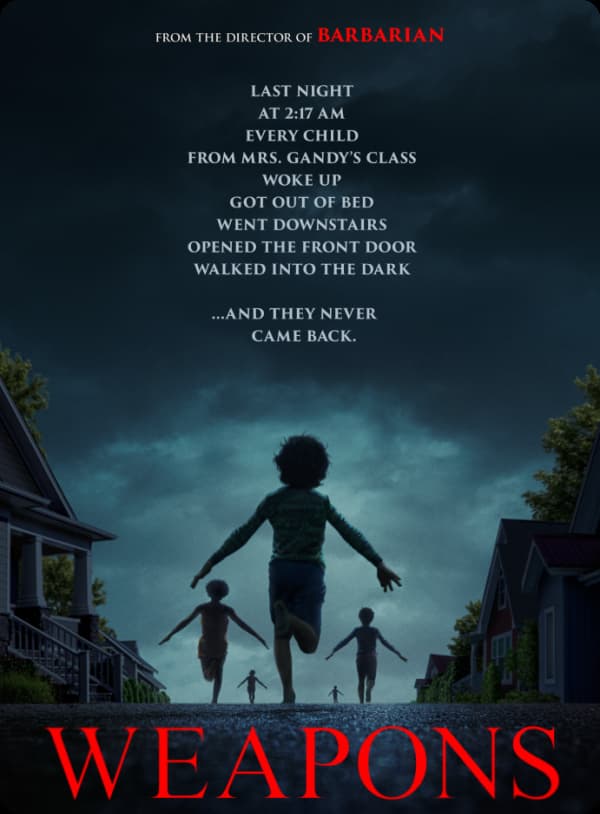 FROM THE DIRECTOR OF BARBARIAN
LAST NIGHT
AT 2:17 AM
EVERY CHILD
FROM MRS. GANDY'S CLASS
WOKE UP
GOT OUT OF BED
WENT DOWNSTAIRS
OPENED THE FRONT DOOR
WALKED INTO THE DARK
...AND THEY NEVER
CAME BACK.
WEAPONS